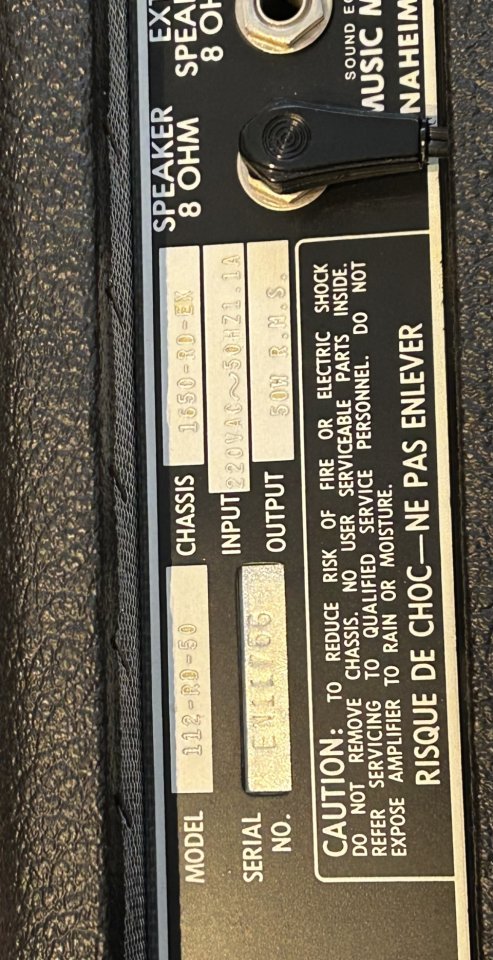 MODEL 112-RD-50 CHASSIS 1650-RD-EX SPEAKER
8 OHM EXT
SPEA
8 OH
INPUT 220VAC~50HZ1.1A
SERIAL
NO. OUTPUT 50W R.M.S.
SOUND EQ
MUSIC N
NAHEIM
CAUTION: TO REDUCE RISK OF FIRE OR ELECTRIC SHOCK
DO NOT REMOVE CHASSIS. NO USER SERVICEABLE PARTS INSIDE.
REFER SERVICING TO QUALIFIED SERVICE PERSONNEL. DO NOT
EXPOSE AMPLIFIER TO RAIN OR MOISTURE.
RISQUE DE CHOC—NE PAS ENLEVER